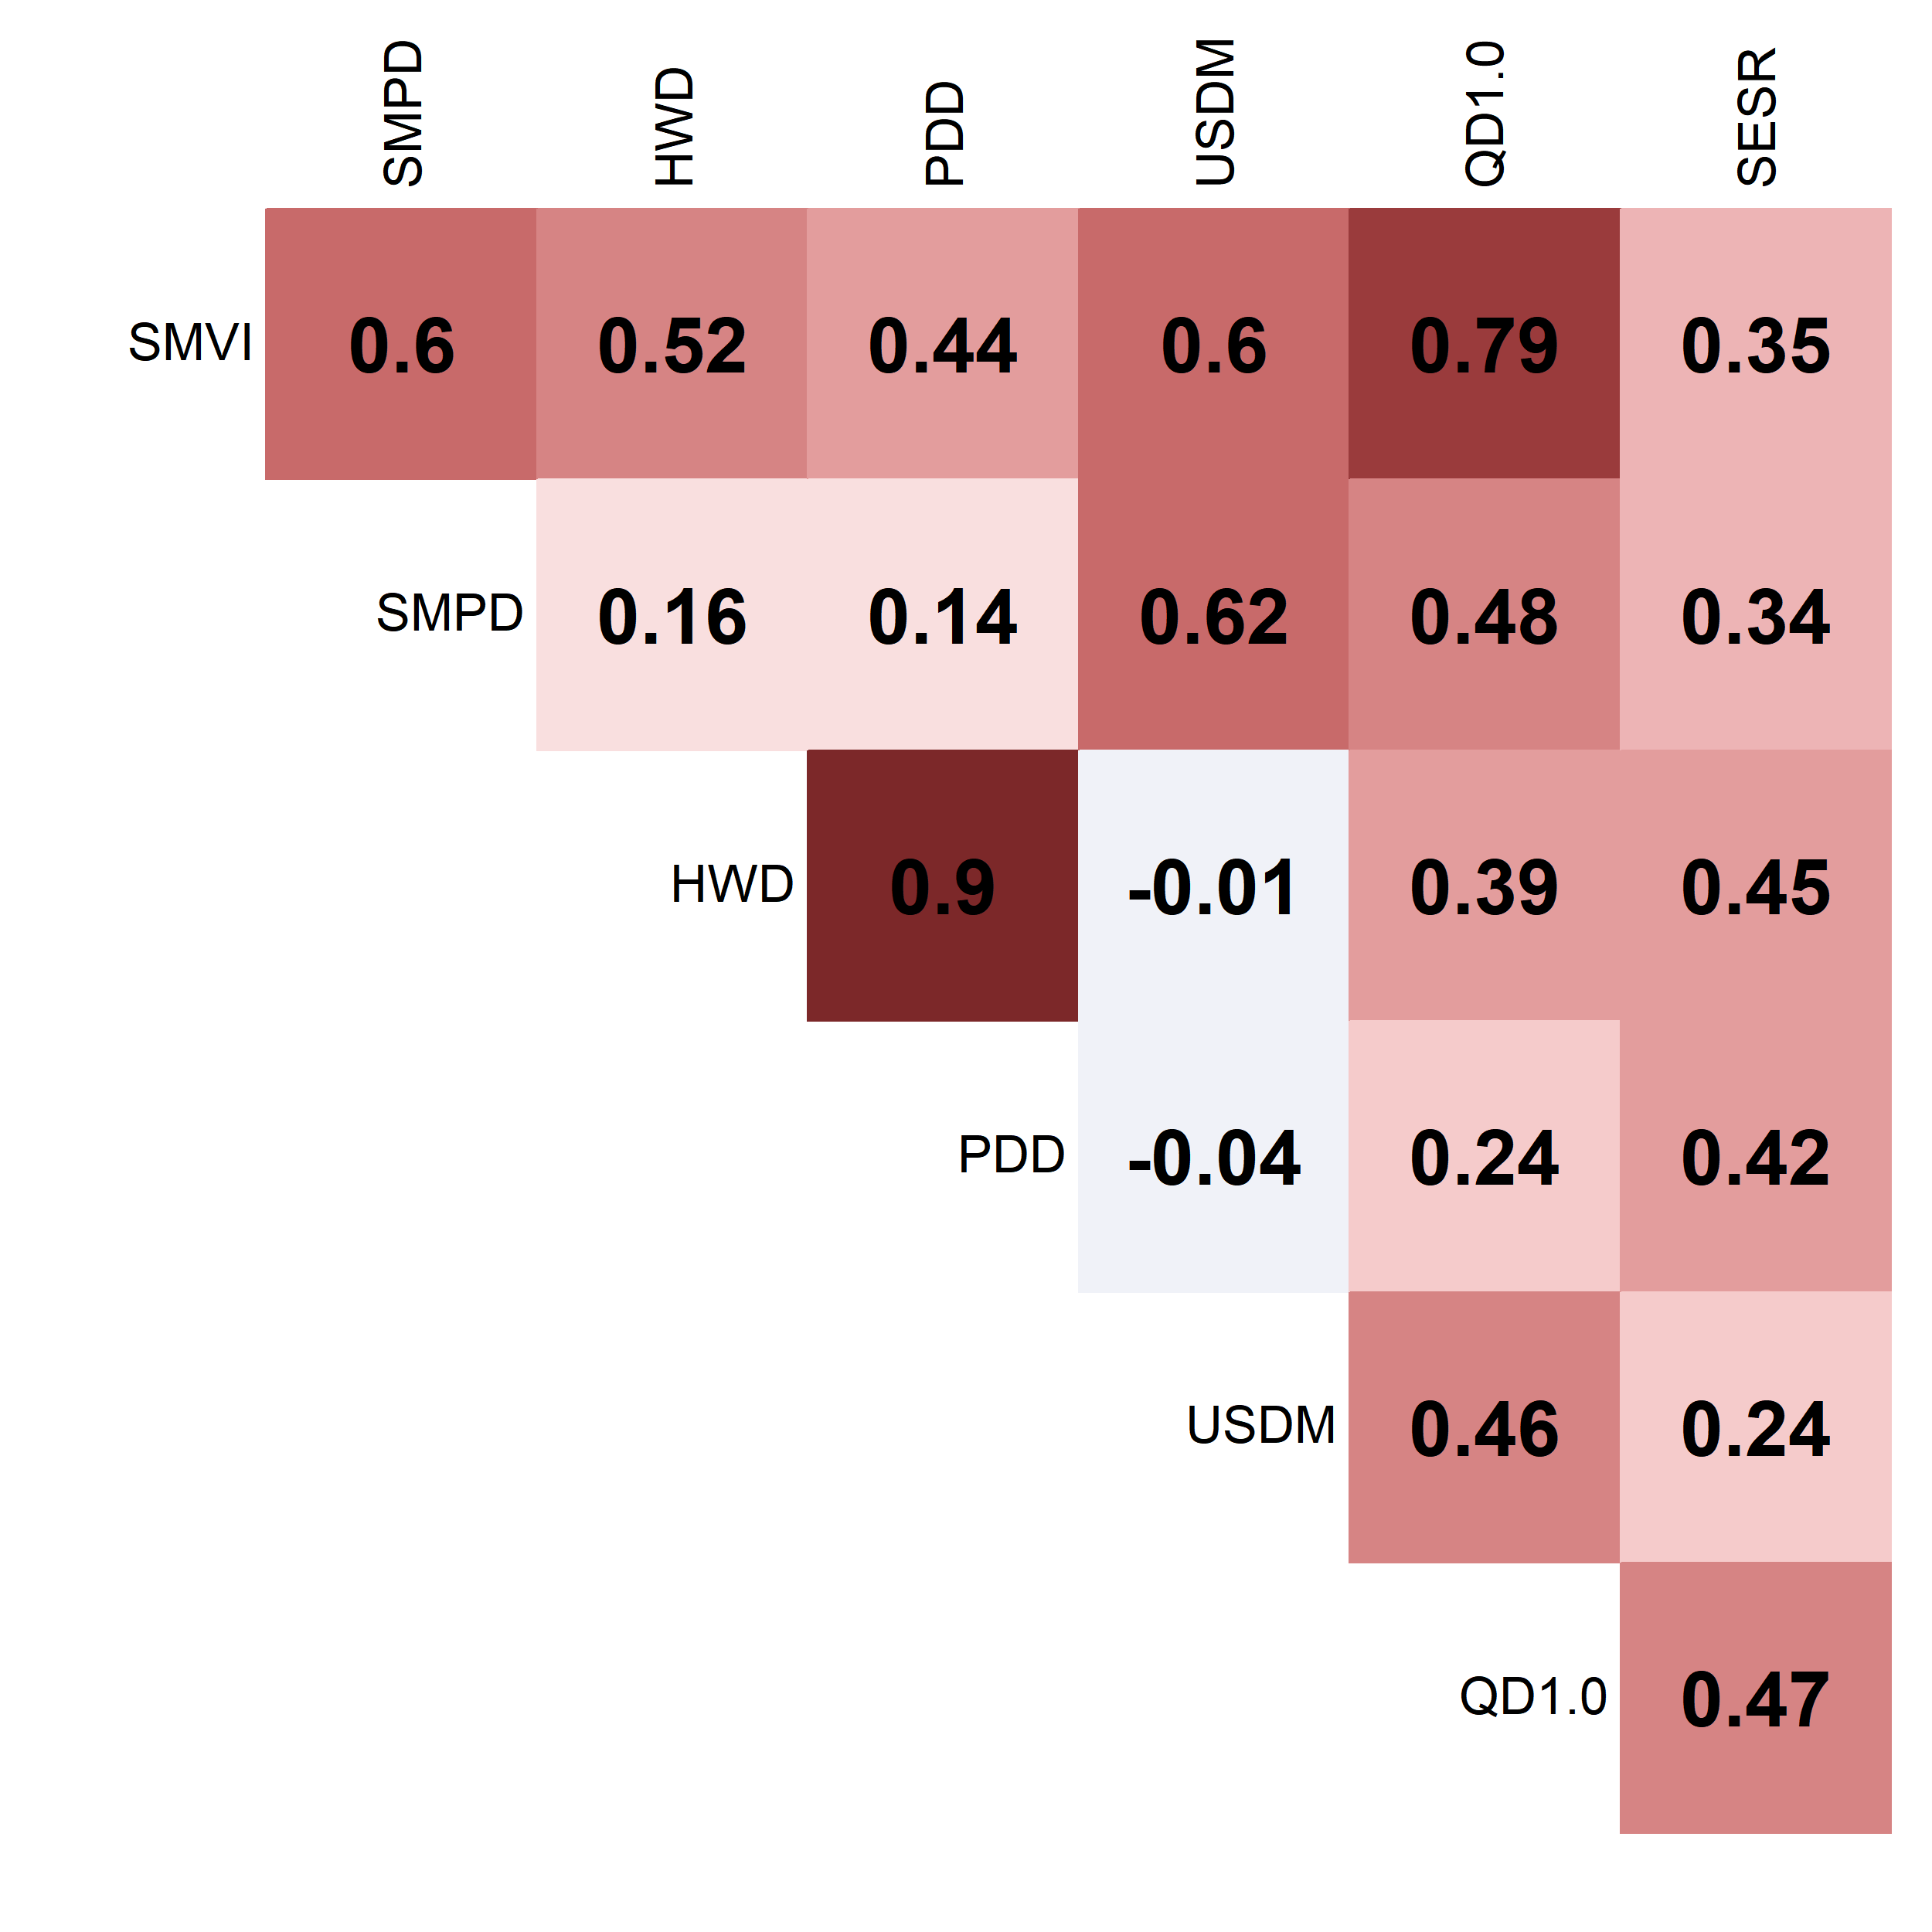 SMPD HWD PDD USDM QD1.0 SESR
SMVI 0.6 0.52 0.44 0.6 0.79 0.35
SMPD 0.16 0.14 0.62 0.48 0.34
HWD 0.9 -0.01 0.39 0.45
PDD -0.04 0.24 0.42
USDM 0.46 0.24
QD1.0 0.47